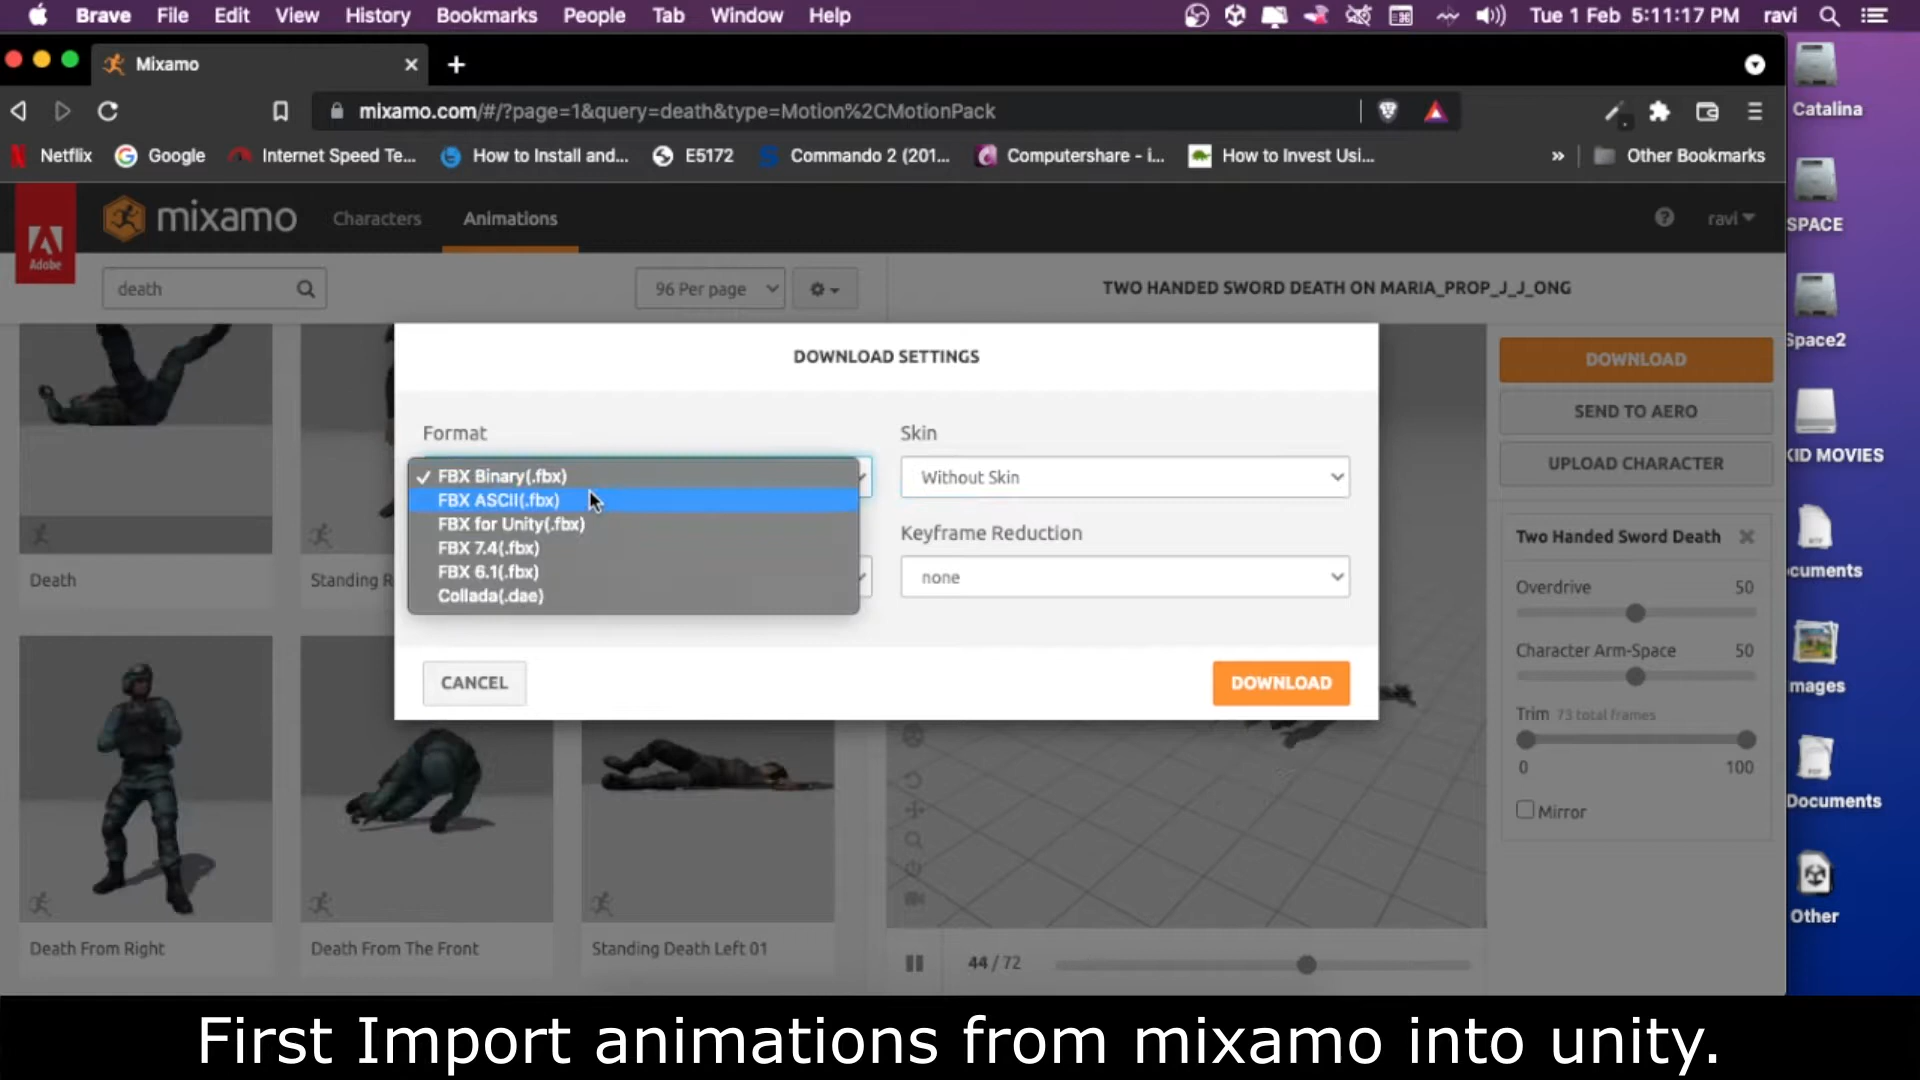 Brave File Edit View History Bookmarks People Tab Window Help Tue 1 Feb 5:11:17 PM ravi
Mixamo
mixamo.com/#/?page=1&query=death&type=Motion%2CMotionPack
Netflix Google Internet Speed Te... How to Install and... E5172 Commando 2 (201... Computershare - i... How to Invest Usi... » Other Bookmarks
Catalina
SPACE
Space2
KID MOVIES
cuments
mages
Documents
Other
Adobe
mixamo Characters Animations ravi
death 96 Per page
TWO HANDED SWORD DEATH ON MARIA_PROP_J_J_ONG
DOWNLOAD SETTINGS
Format
FBX Binary(.fbx)
FBX ASCII(.fbx)
FBX for Unity(.fbx)
FBX 7.4(.fbx)
FBX 6.1(.fbx)
Collada(.dae)
Skin
Without Skin
Keyframe Reduction
none
CANCEL DOWNLOAD
Death Standing R
Death From Right Death From The Front Standing Death Left 01
44 / 72
DOWNLOAD
SEND TO AERO
UPLOAD CHARACTER
Two Handed Sword Death
Overdrive 50
Character Arm-Space 50
Trim 73 total frames
0 100
Mirror
First Import animations from mixamo into unity.